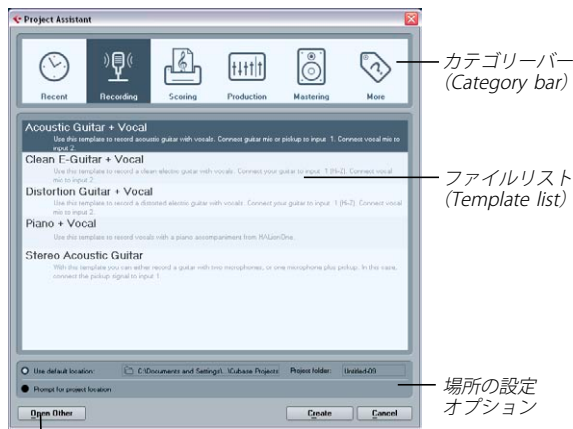 Project Assistant
Recent
Recording
Scoring
Production
Mastering
More
カテゴリーバー
(Category bar)
Acoustic Guitar + Vocal
Use this template to record acoustic guitar with vocals. Connect guitar mic or pickup to input 1. Connect vocal mic to
input 2.
Clean E-Guitar + Vocal
Use this template to record a clean electric guitar with vocals. Connect your guitar to input 1 (HiZ). Connect vocal
mic to input 2.
ファイルリスト
(Template list)
Distortion Guitar + Vocal
Use this template to record a distorted electric guitar with vocals. Connect your guitar to input 1 (HiZ). Connect vocal
mic to input 2.
Piano + Vocal
Use this template to record vocals with a piano accompaniment from HALionOne.
Stereo Acoustic Guitar
With this template you can either record a guitar with two microphones, or one microphone plus pickup. In this case,
connect the pickup signal to input 1.
Use default location:
C:\Documents and Settings\...\Cubase Projects
Project folder:
Untitled-09
Prompt for project location
場所の設定
オプション
Open Other
Create
Cancel